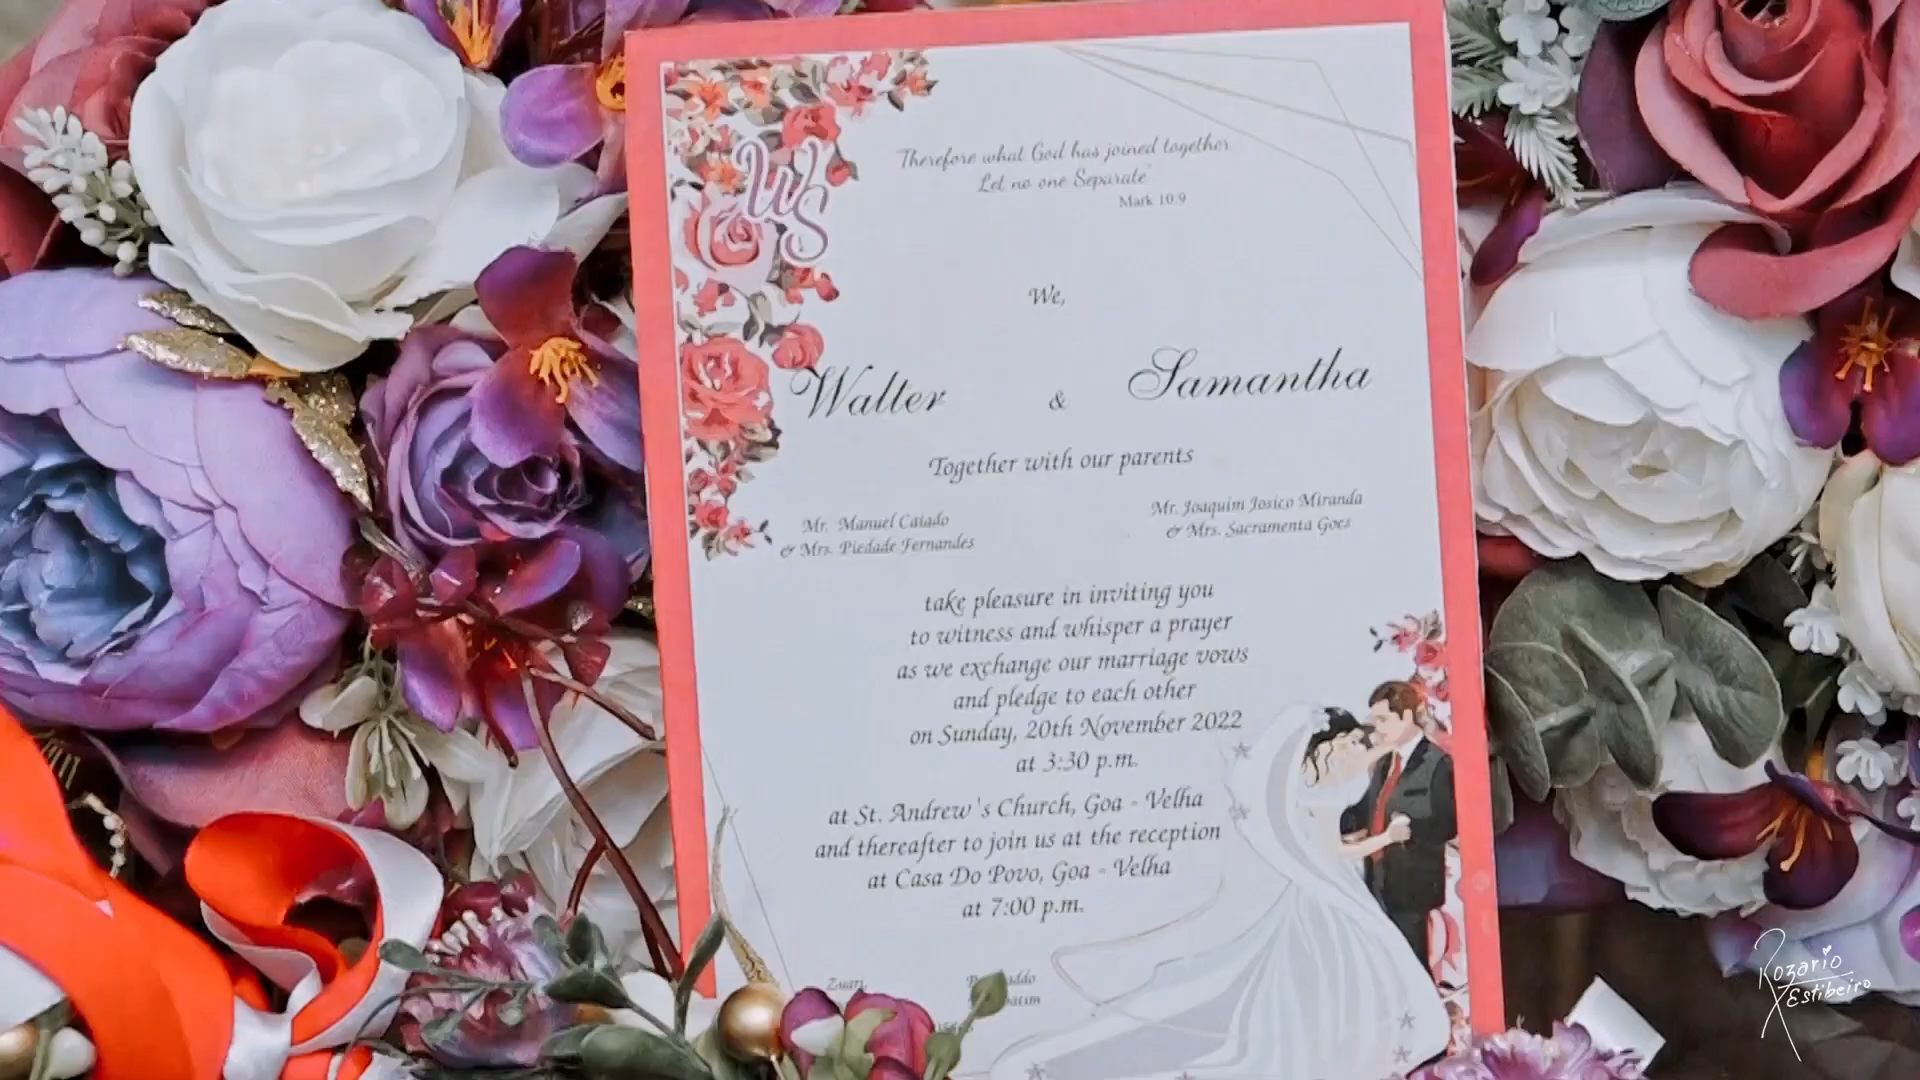 WS
Therefore what God has joined together
Let no one Separate"
Mark 10:9
We,
Walter & Samantha
Together with our parents
Mr. Manuel Caiado
& Mrs. Piedade Fernandes
Mr. Joaquim Josico Miranda
& Mrs. Sacramenta Goes
take pleasure in inviting you
to witness and whisper a prayer
as we exchange our marriage vows
and pledge to each other
on Sunday, 20th November 2022
at 3:30 p.m.
at St. Andrew's Church, Goa - Velha
and thereafter to join us at the reception
at Casa Do Povo, Goa - Velha
at 7:00 p.m.
Zuari,
Rozario
Estibeiro